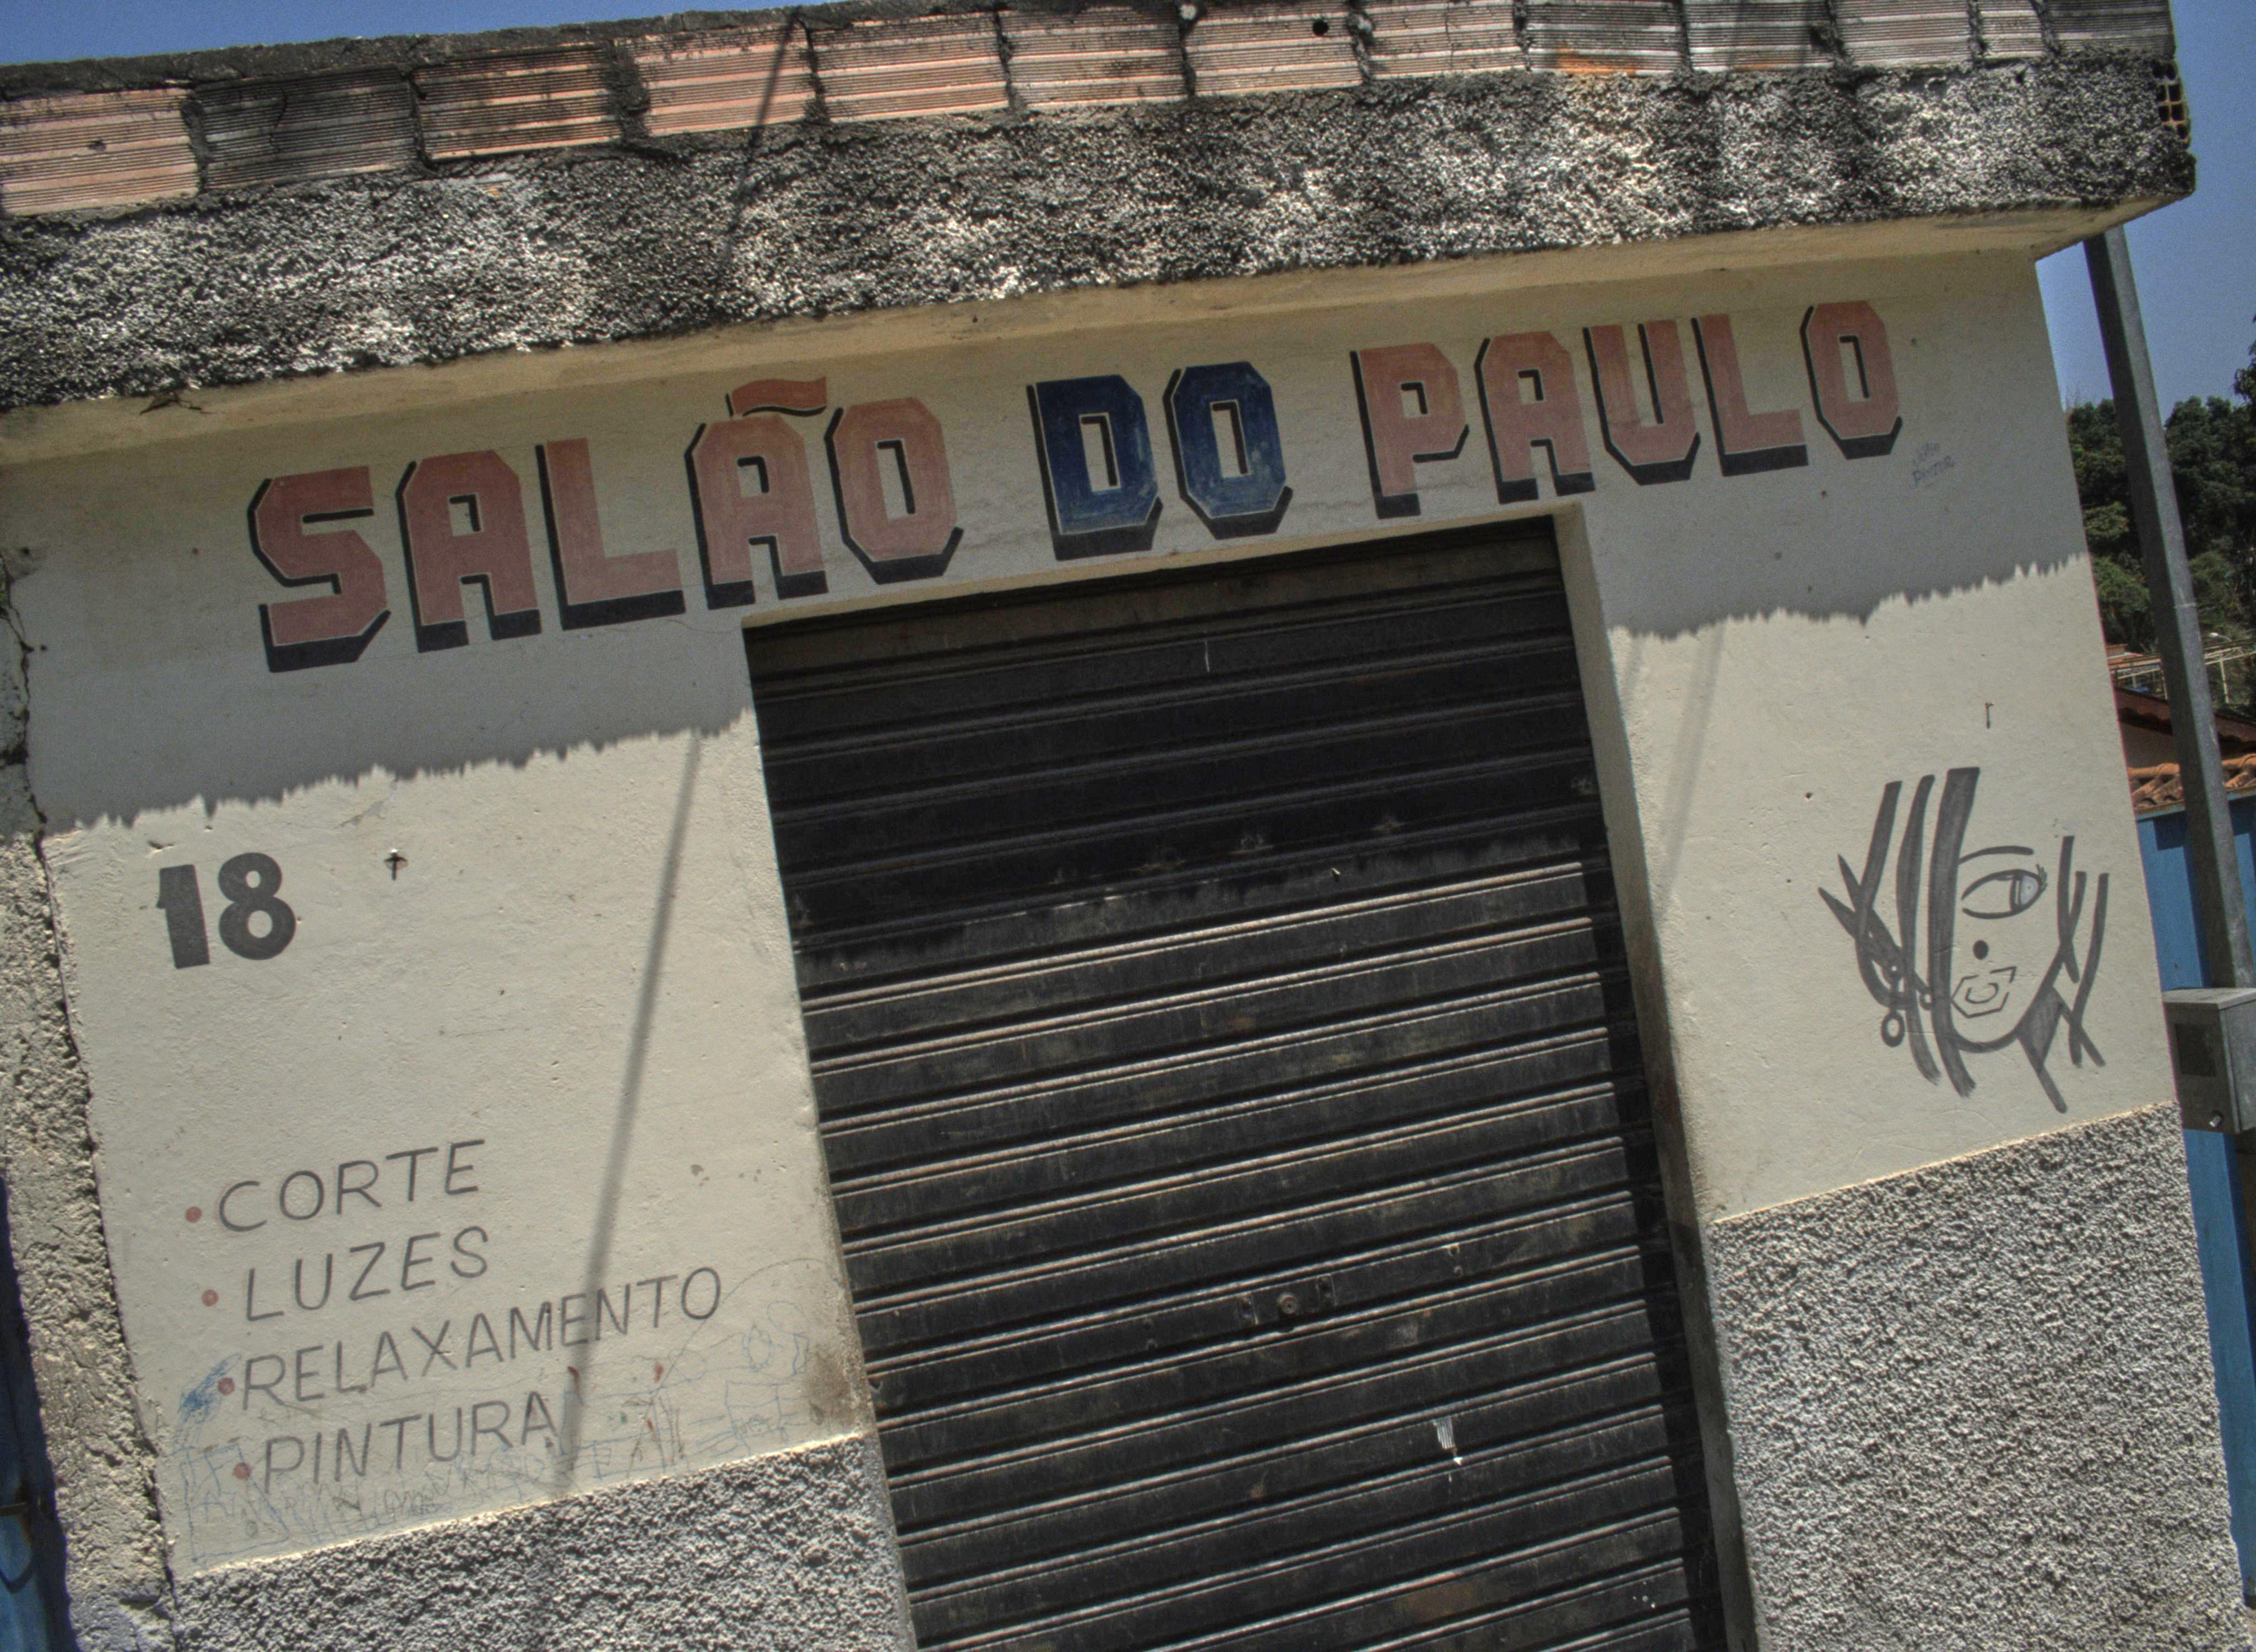 SALÃO DO PAULO
18
• CORTE
• LUZES
• RELAXAMENTO
• PINTURA